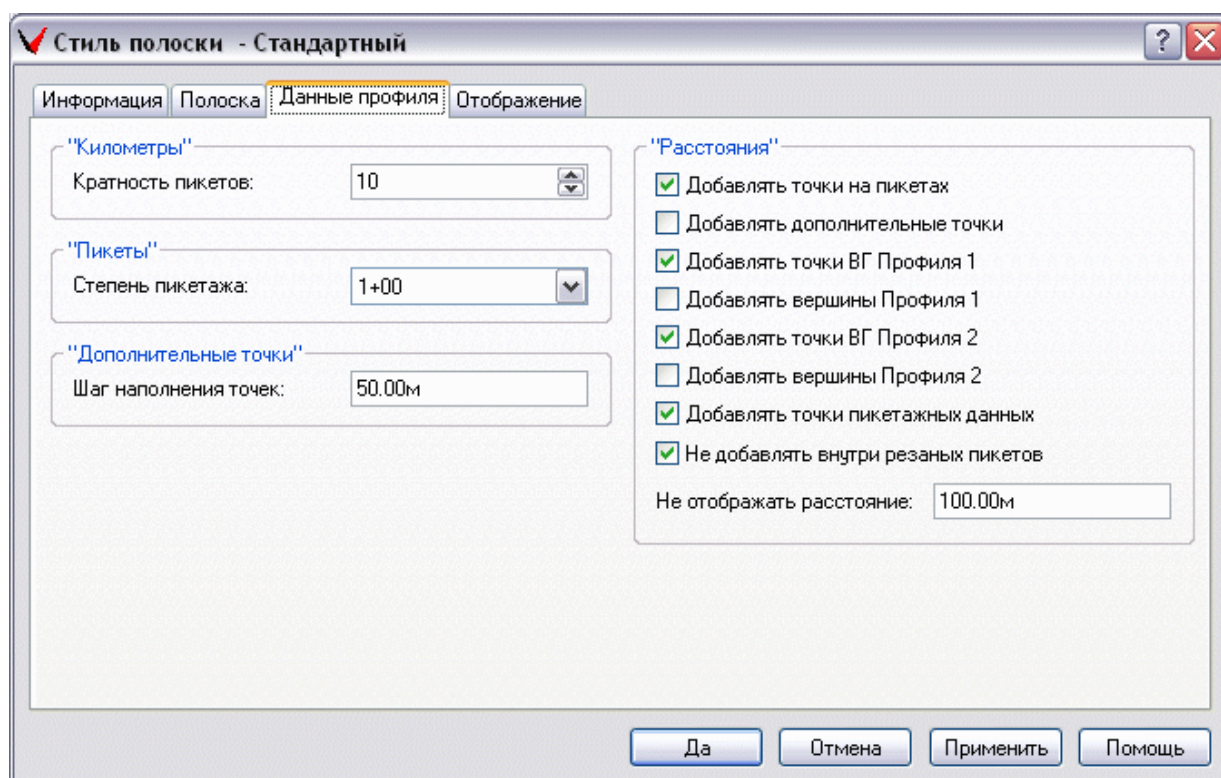 Стиль полоски - Стандартный
Информация Полоска Данные профиля Отображение
"Километры"
Кратность пикетов: 10
"Пикеты"
Степень пикетажа: 1+00
"Дополнительные точки"
Шаг наполнения точек: 50.00м
"Расстояния"
Добавлять точки на пикетах
Добавлять дополнительные точки
Добавлять точки ВГ Профиля 1
Добавлять вершины Профиля 1
Добавлять точки ВГ Профиля 2
Добавлять вершины Профиля 2
Добавлять точки пикетажных данных
Не добавлять внутри резаных пикетов
Не отображать расстояние: 100.00м
Да Отмена Применить Помощь